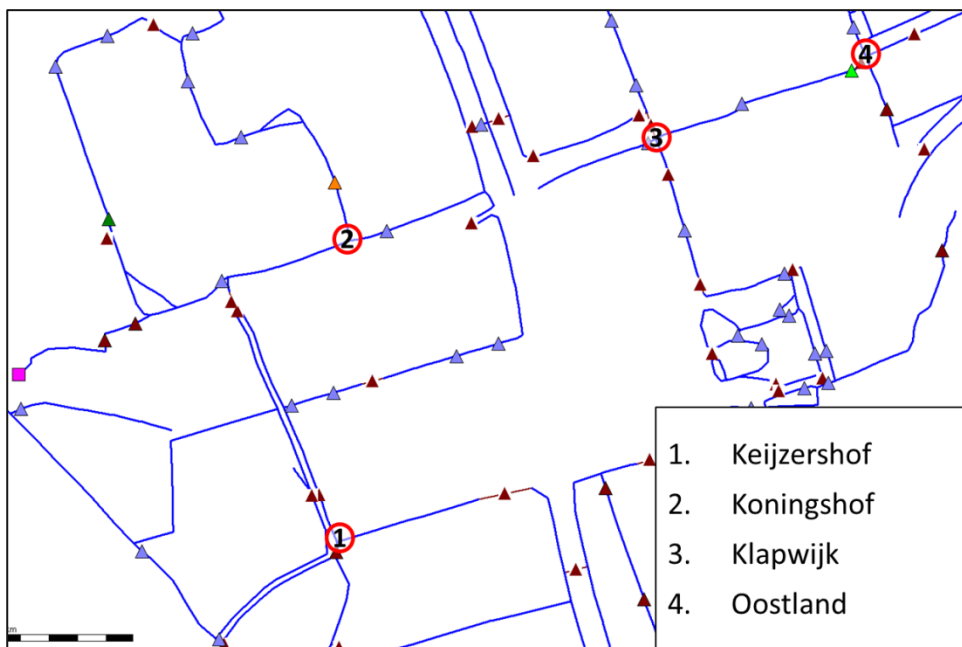 4
3
2
1
1. Keijzershof
2. Koningshof
3. Klapwijk
4. Oostland